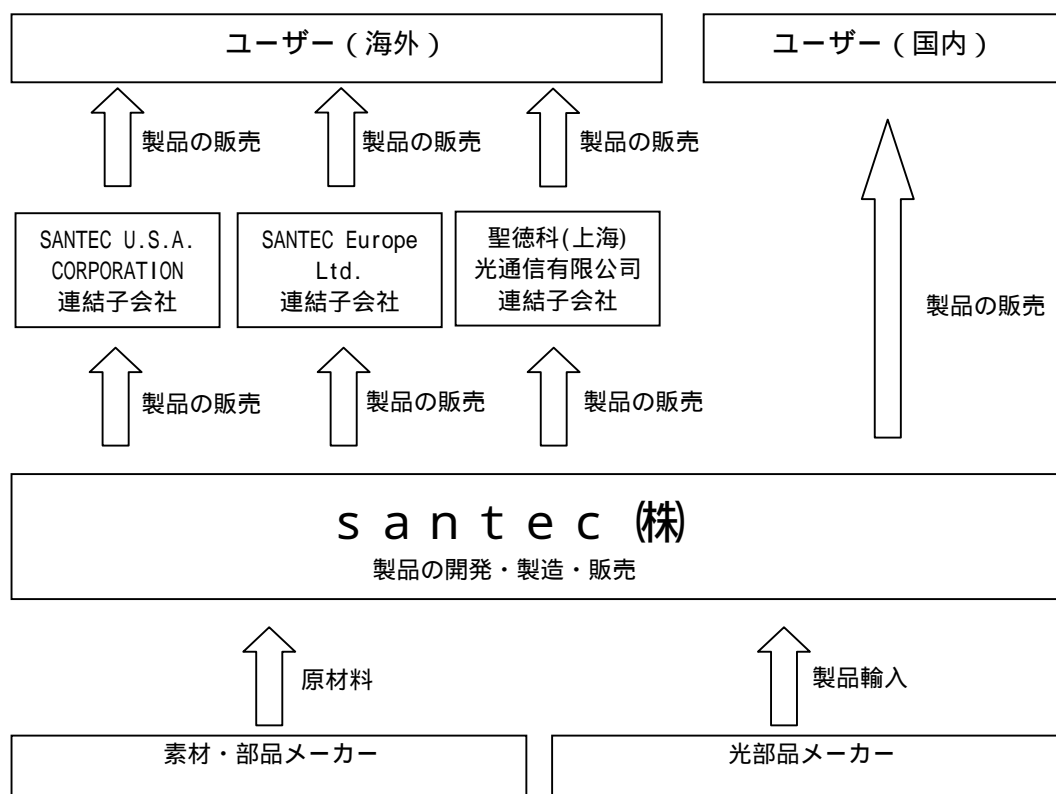 ユーザー(海外)
ユーザー(国内)
製品の販売
製品の販売
製品の販売
SANTEC U.S.A.
CORPORATION
連結子会社
SANTEC Europe
Ltd.
連結子会社
聖徳科(上海)
光通信有限公司
連結子会社
製品の販売
製品の販売
製品の販売
製品の販売
santec㈱
製品の開発・製造・販売
原材料
製品輸入
素材・部品メーカー
光部品メーカー